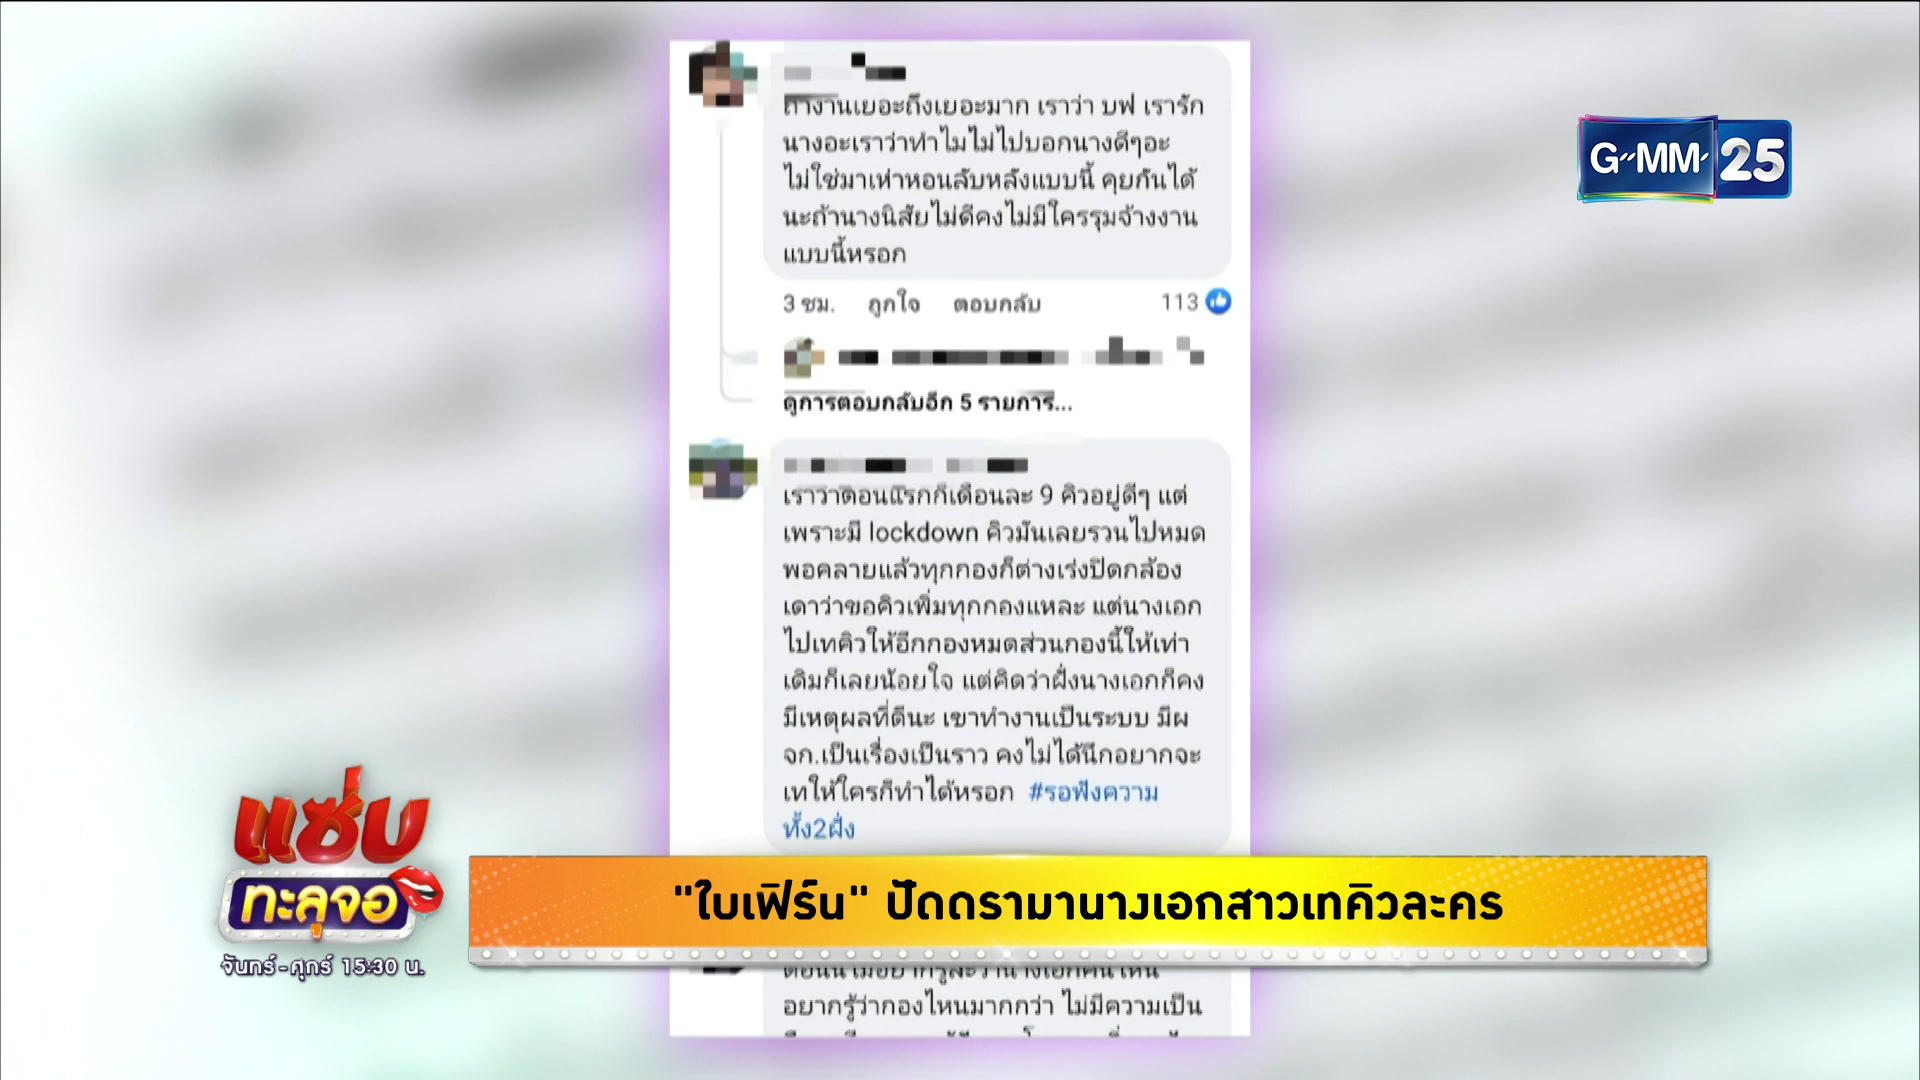 ถ้างานเยอะถึงเยอะมาก เราว่า บฟ เรารัก
นางอะเราว่าทำไมไม่ไปบอกนางดีๆอะ
ไม่ใช่มาเห่าหอนลับหลังแบบนี้ คุยกันได้
นะถ้านางนิสัยไม่ดีคงไม่มีใครรุมจ้างงาน
แบบนี้หรอก
3 ชม. ถูกใจ ตอบกลับ 113
ดูการตอบกลับอีก 5 รายการ...
เราว่าตอนแรกก็เดือนละ 9 คิวอยู่ดีๆ แต่
เพราะมี lockdown คิวมันเลยรวนไปหมด
พอคลายแล้วทุกกองก็ต่างเร่งปิดกล้อง
เดาว่าขอคิวเพิ่มทุกกองแหละ แต่นางเอก
ไปเทคิวให้อีกกองหมดส่วนกองนี้ให้เท่า
เดิมก็เลยน้อยใจ แต่คิดว่าฝั่งนางเอกก็คง
มีเหตุผลที่ดีนะ เขาทำงานเป็นระบบ มีผ
จก.เป็นเรื่องเป็นราว คงไม่ได้นึกอยากจะ
เทให้ใครก็ทำได้หรอก #รอฟังความ
ทั้ง2ฝั่ง
อยากรู้ว่ากองไหนมากกว่า ไม่มีความเป็น
G-MM 25
แซ่บ
ทะลุจอ
จันทร์-ศุกร์ 15:30 น.
"ใบเฟิร์น" ปัดดรามานางเอกสาวเทคิวละคร